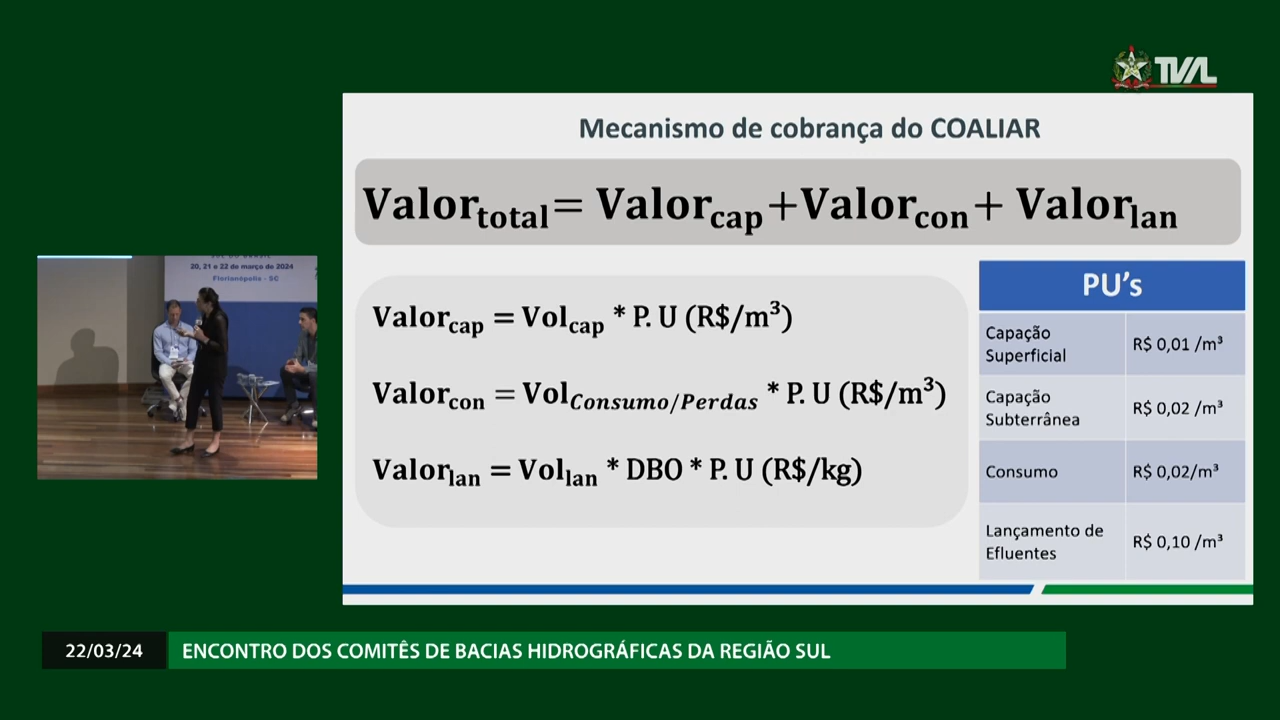 TVAL
Mecanismo de cobrança do COALIAR
Valor_total= Valor_cap+Valor_con+ Valor_lan
Valor_cap = Vol_cap * P. U (R$/m³)
Valor_con = Vol_Consumo/Perdas * P. U (R$/m³)
Valor_lan = Vol_lan * DBO * P. U (R$/kg)
PU’s
Capação
Superficial
R$ 0,01 /m³
Capação
Subterrânea
R$ 0,02 /m³
Consumo
R$ 0,02/m³
Lançamento de
Efluentes
R$ 0,10 /m³
20, 21 e 22 de março de 2024
Florianópolis - SC
22/03/24
ENCONTRO DOS COMITÊS DE BACIAS HIDROGRÁFICAS DA REGIÃO SUL